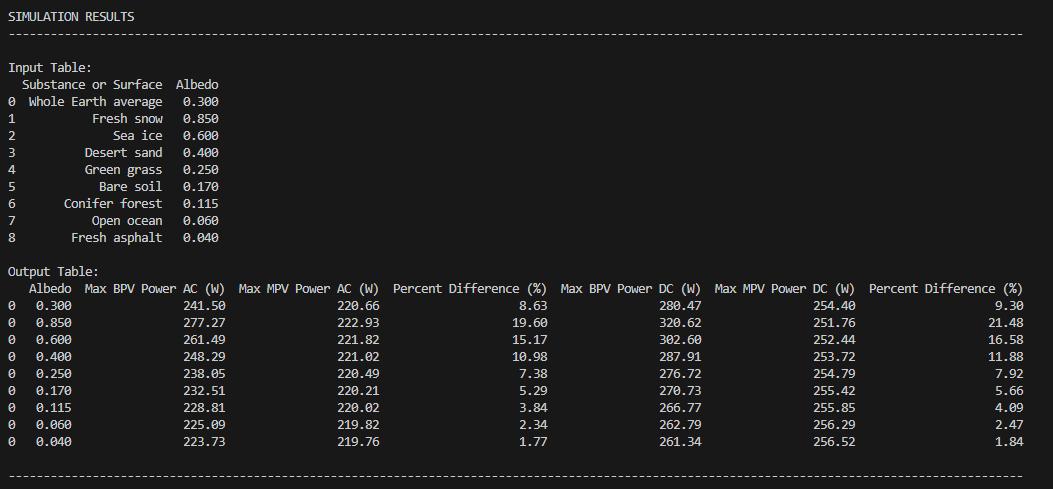 SIMULATION RESULTS
-------------------------------------------------------------------------------------------------------------------------------------------------
Input Table:
  Substance or Surface  Albedo
0  Whole Earth average   0.300
1           Fresh snow   0.850
2              Sea ice   0.600
3          Desert sand   0.400
4          Green grass   0.250
5            Bare soil   0.170
6       Conifer forest   0.115
7           Open ocean   0.060
8        Fresh asphalt   0.040
Output Table:
   Albedo  Max BPV Power AC (W)  Max MPV Power AC (W)  Percent Difference (%)  Max BPV Power DC (W)  Max MPV Power DC (W)  Percent Difference (%)
0   0.300                241.50                220.66                    8.63                280.47                254.40                    9.30
0   0.850                277.27                222.93                   19.60                320.62                251.76                   21.48
0   0.600                261.49                221.82                   15.17                302.60                252.44                   16.58
0   0.400                248.29                221.02                   10.98                287.91                253.72                   11.88
0   0.250                238.05                220.49                    7.38                276.72                254.79                    7.92
0   0.170                232.51                220.21                    5.29                270.73                255.42                    5.66
0   0.115                228.81                220.02                    3.84                266.77                255.85                    4.09
0   0.060                225.09                219.82                    2.34                262.79                256.29                    2.47
0   0.040                223.73                219.76                    1.77                261.34                256.52                    1.84
-------------------------------------------------------------------------------------------------------------------------------------------------